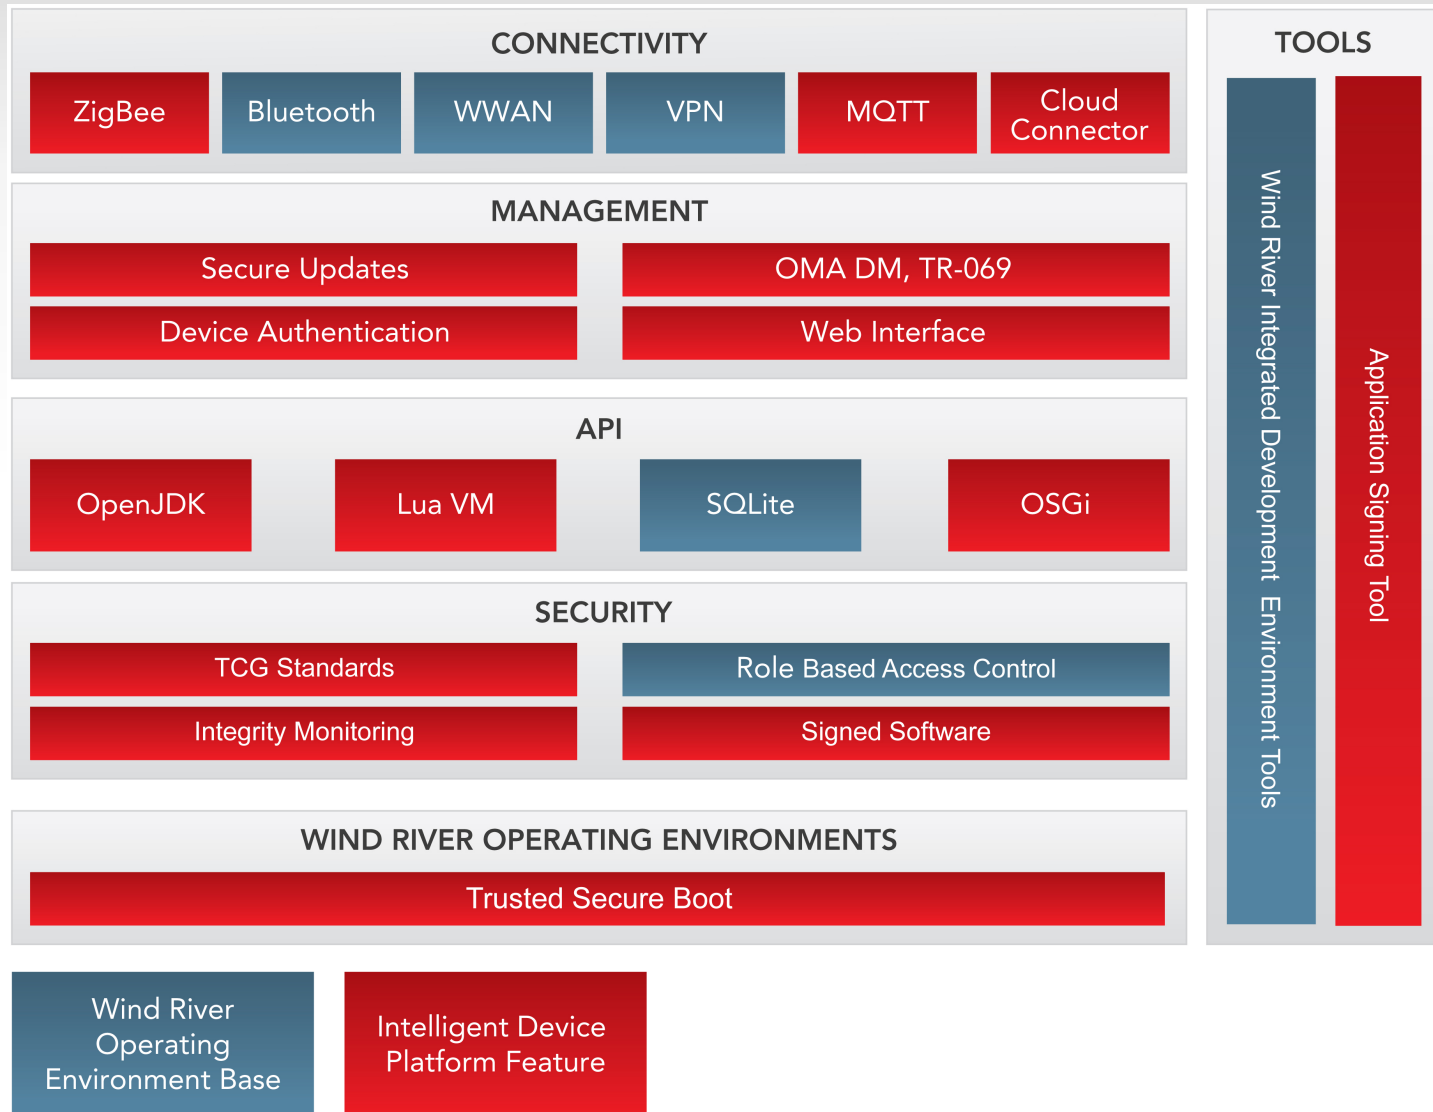 CONNECTIVITY
ZigBee
Bluetooth
WWAN
VPN
MQTT
Cloud
Connector
MANAGEMENT
Secure Updates
OMA DM, TR-069
Device Authentication
Web Interface
API
OpenJDK
Lua VM
SQLite
OSGi
SECURITY
TCG Standards
Role Based Access Control
Integrity Monitoring
Signed Software
WIND RIVER OPERATING ENVIRONMENTS
Trusted Secure Boot
TOOLS
Wind River Integrated Development Environment Tools
Application Signing Tool
Wind River
Operating
Environment Base
Intelligent Device
Platform Feature